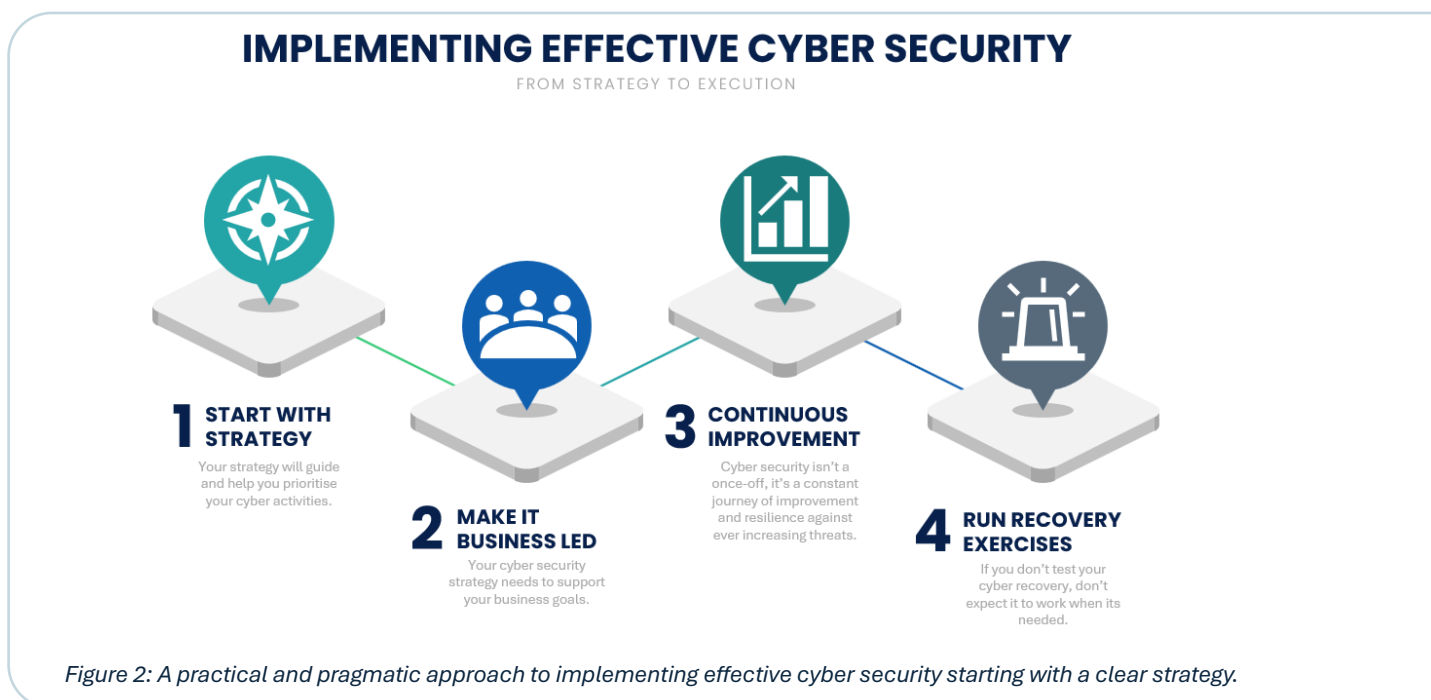 IMPLEMENTING EFFECTIVE CYBER SECURITY
FROM STRATEGY TO EXECUTION
1 START WITH
STRATEGY
Your strategy will guide
and help you prioritise
your cyber activities.
2 MAKE IT
BUSINESS LED
Your cyber security
strategy needs to support
your business goals.
3 CONTINUOUS
IMPROVEMENT
Cyber security isn’t a
once-off, it’s a constant
journey of improvement
and resilience against
ever increasing threats.
4 RUN RECOVERY
EXERCISES
If you don’t test your
cyber recovery, don’t
expect it to work when its
needed.
Figure 2: A practical and pragmatic approach to implementing effective cyber security starting with a clear strategy.